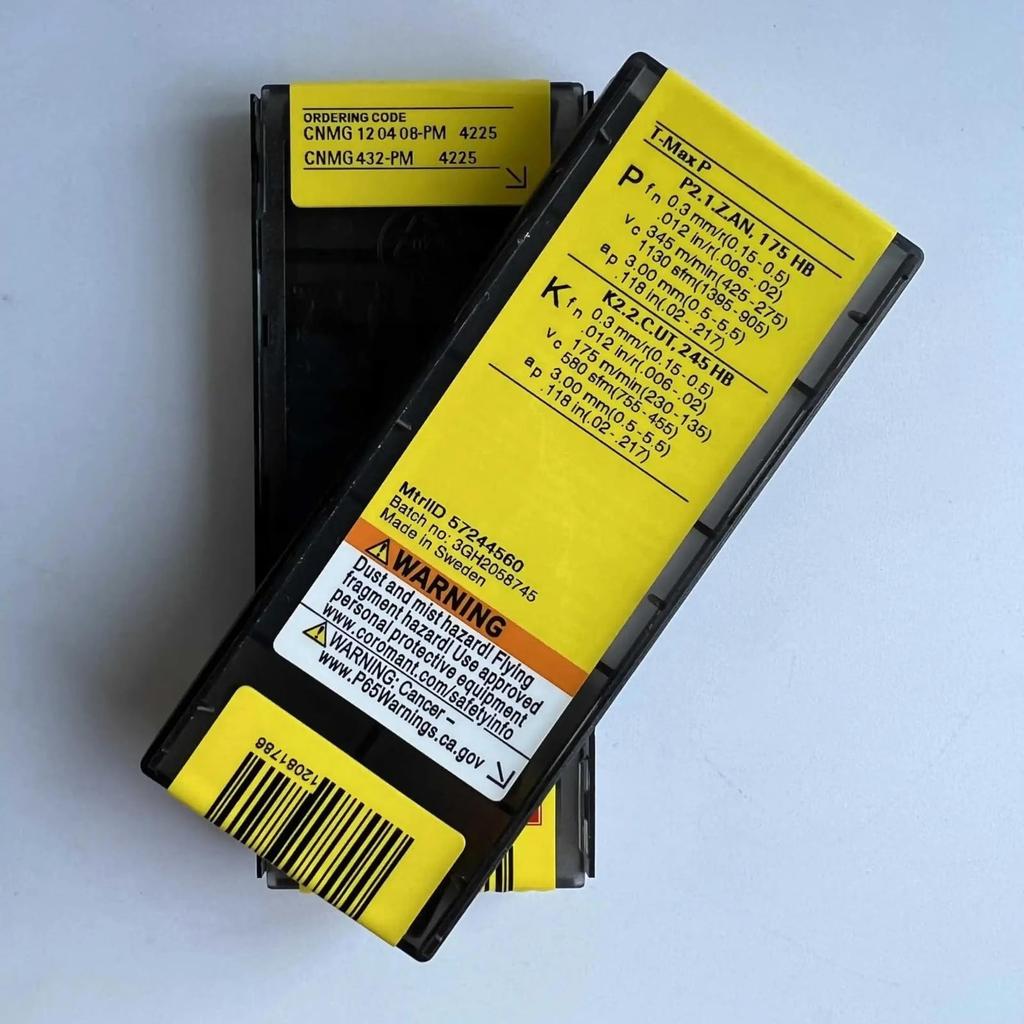 ORDERING CODE
CNMG 12 04 08-PM 4225
CNMG 432-PM 4225
T-Max P
P2.1.Z.AN, 175 HB
P fn 0.3 mm/r(0.15-0.5)
.012 in/r(.006-.02)
vc 345 m/min(425-275)
1130 sfm(1395-905)
ap 3.00 mm(0.5-5.5)
.118 in(.02-.217)
K2.2.C.UT, 245 HB
K fn 0.3 mm/r(0.15-0.5)
.012 in/r(.006-.02)
vc 175 m/min(230-135)
580 sfm(755-455)
ap 3.00 mm(0.5-5.5)
.118 in(.02-.217)
MtrlID 57244560
Batch no: 3GH2058745
Made in Sweden
WARNING
Dust and mist hazard! Flying
fragment hazard! Use approved
personal protective equipment
www.coromant.com/safetyinfo
WARNING: Cancer –
www.P65Warnings.ca.gov
12081786